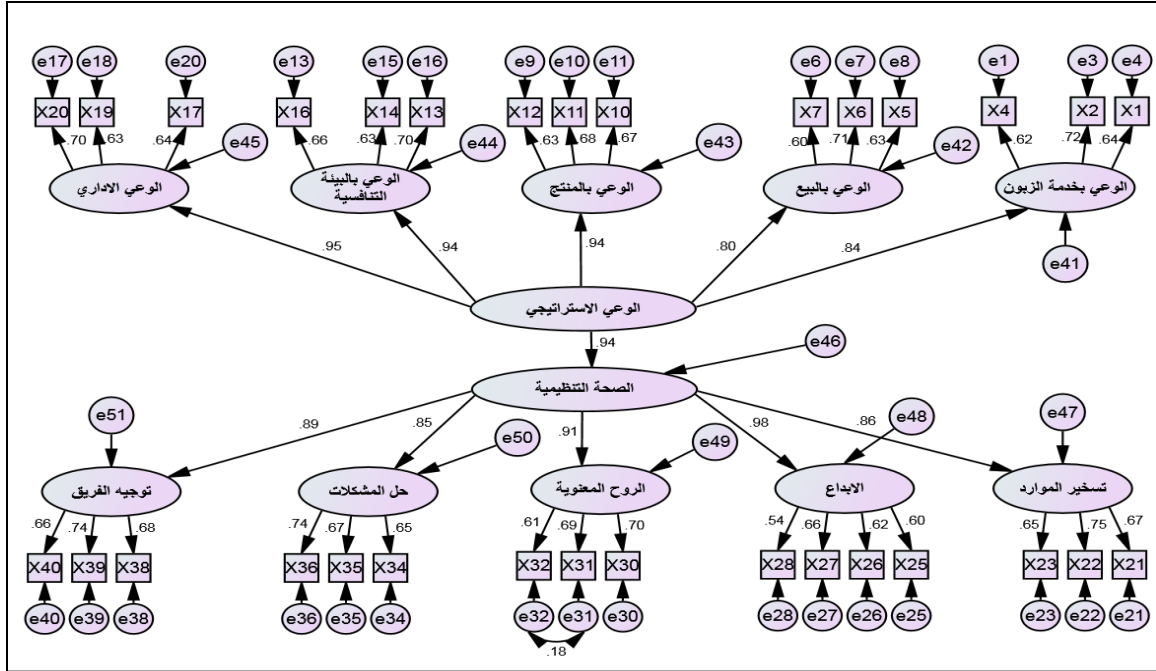 e17 e18 e20 e13 e15 e16 e9 e10 e11 e6 e7 e8 e1 e3 e4
X20 X19 X17 X16 X14 X13 X12 X11 X10 X7 X6 X5 X4 X2 X1
.70 .63 .64 .66 .63 .70 .63 .68 .67 .60 .71 .63 .62 .72 .64
e45 e44 e43 e42
الوعي الاداري
الوعي بالبيئة
التنافسية
الوعي بالمنتج
الوعي بالبيع
الوعي بخدمة الزبون
e41
.95 .94 .94 .80 .84
الوعي الاستراتيجي
.94
e46
الصحة التنظيمية
.89 .85 .91 .98 .86
e51 e50 e49 e48 e47
توجيه الفريق
حل المشكلات
الروح المعنوية
الابداع
تسخير الموارد
.66 .74 .68 .74 .67 .65 .61 .69 .70 .54 .66 .62 .60 .65 .75 .67
X40 X39 X38 X36 X35 X34 X32 X31 X30 X28 X27 X26 X25 X23 X22 X21
e40 e39 e38 e36 e35 e34 e32 e31 e30 e28 e27 e26 e25 e23 e22 e21
.18